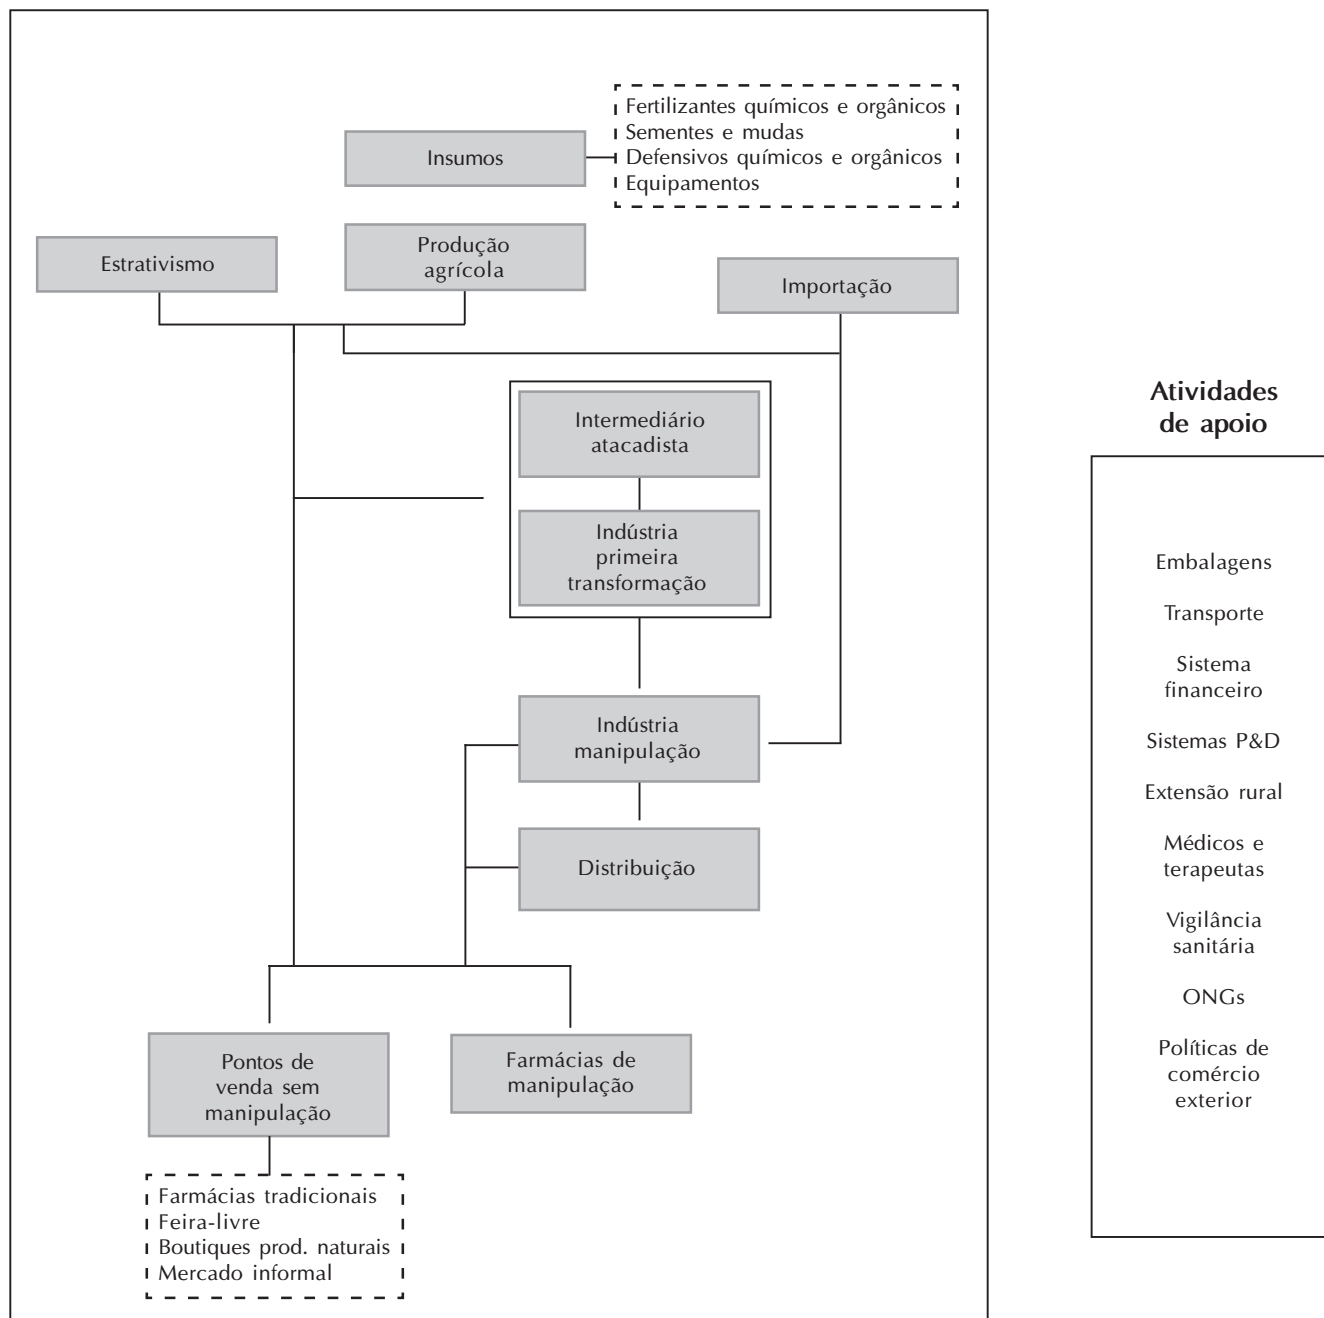 Fertilizantes químicos e orgânicos
Sementes e mudas
Defensivos químicos e orgânicos
Equipamentos
Insumos
Estrativismo
Produção
agrícola
Importação
Intermediário
atacadista
Indústria
primeira
transformação
Indústria
manipulação
Distribuição
Pontos de
venda sem
manipulação
Farmácias de
manipulação
Farmácias tradicionais
Feira-livre
Boutiques prod. naturais
Mercado informal
Atividades
de apoio
Embalagens
Transporte
Sistema
financeiro
Sistemas P&D
Extensão rural
Médicos e
terapeutas
Vigilância
sanitária
ONGs
Políticas de
comércio
exterior